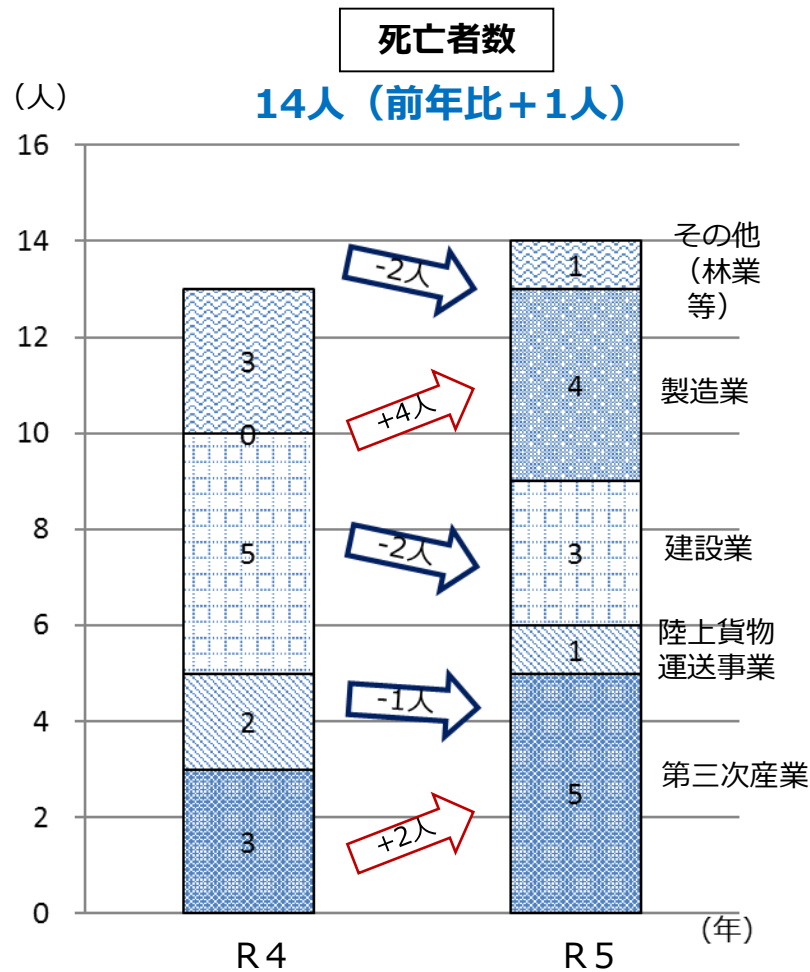 死亡者数
（人）
14人（前年比＋1人）
16
14
12
10
8
6
4
2
0
3
0
5
2
3
-2人
+4人
-2人
-1人
+2人
1
4
3
1
5
その他
（林業
等）
製造業
建設業
陸上貨物
運送事業
第三次産業
（年）
Ｒ４
Ｒ５